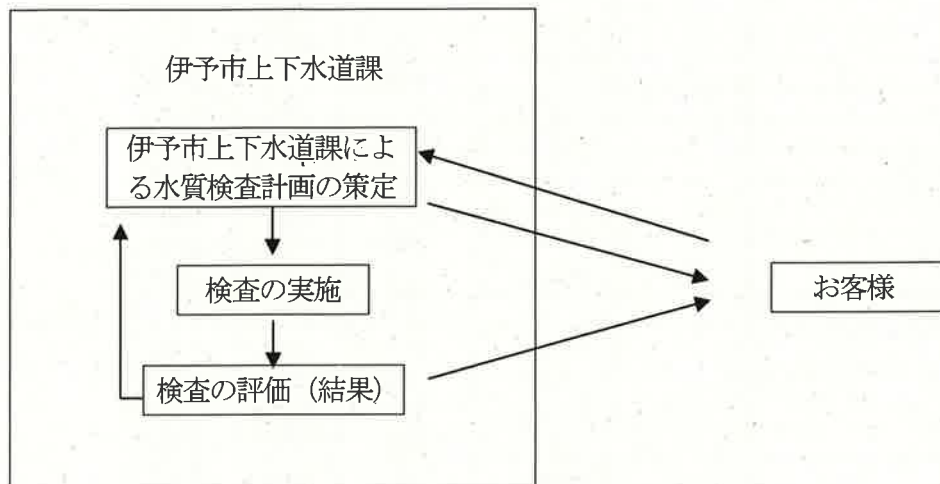 伊予市上下水道課
伊予市上下水道課によ
る水質検査計画の策定
検査の実施
お客様
検査の評価（結果）